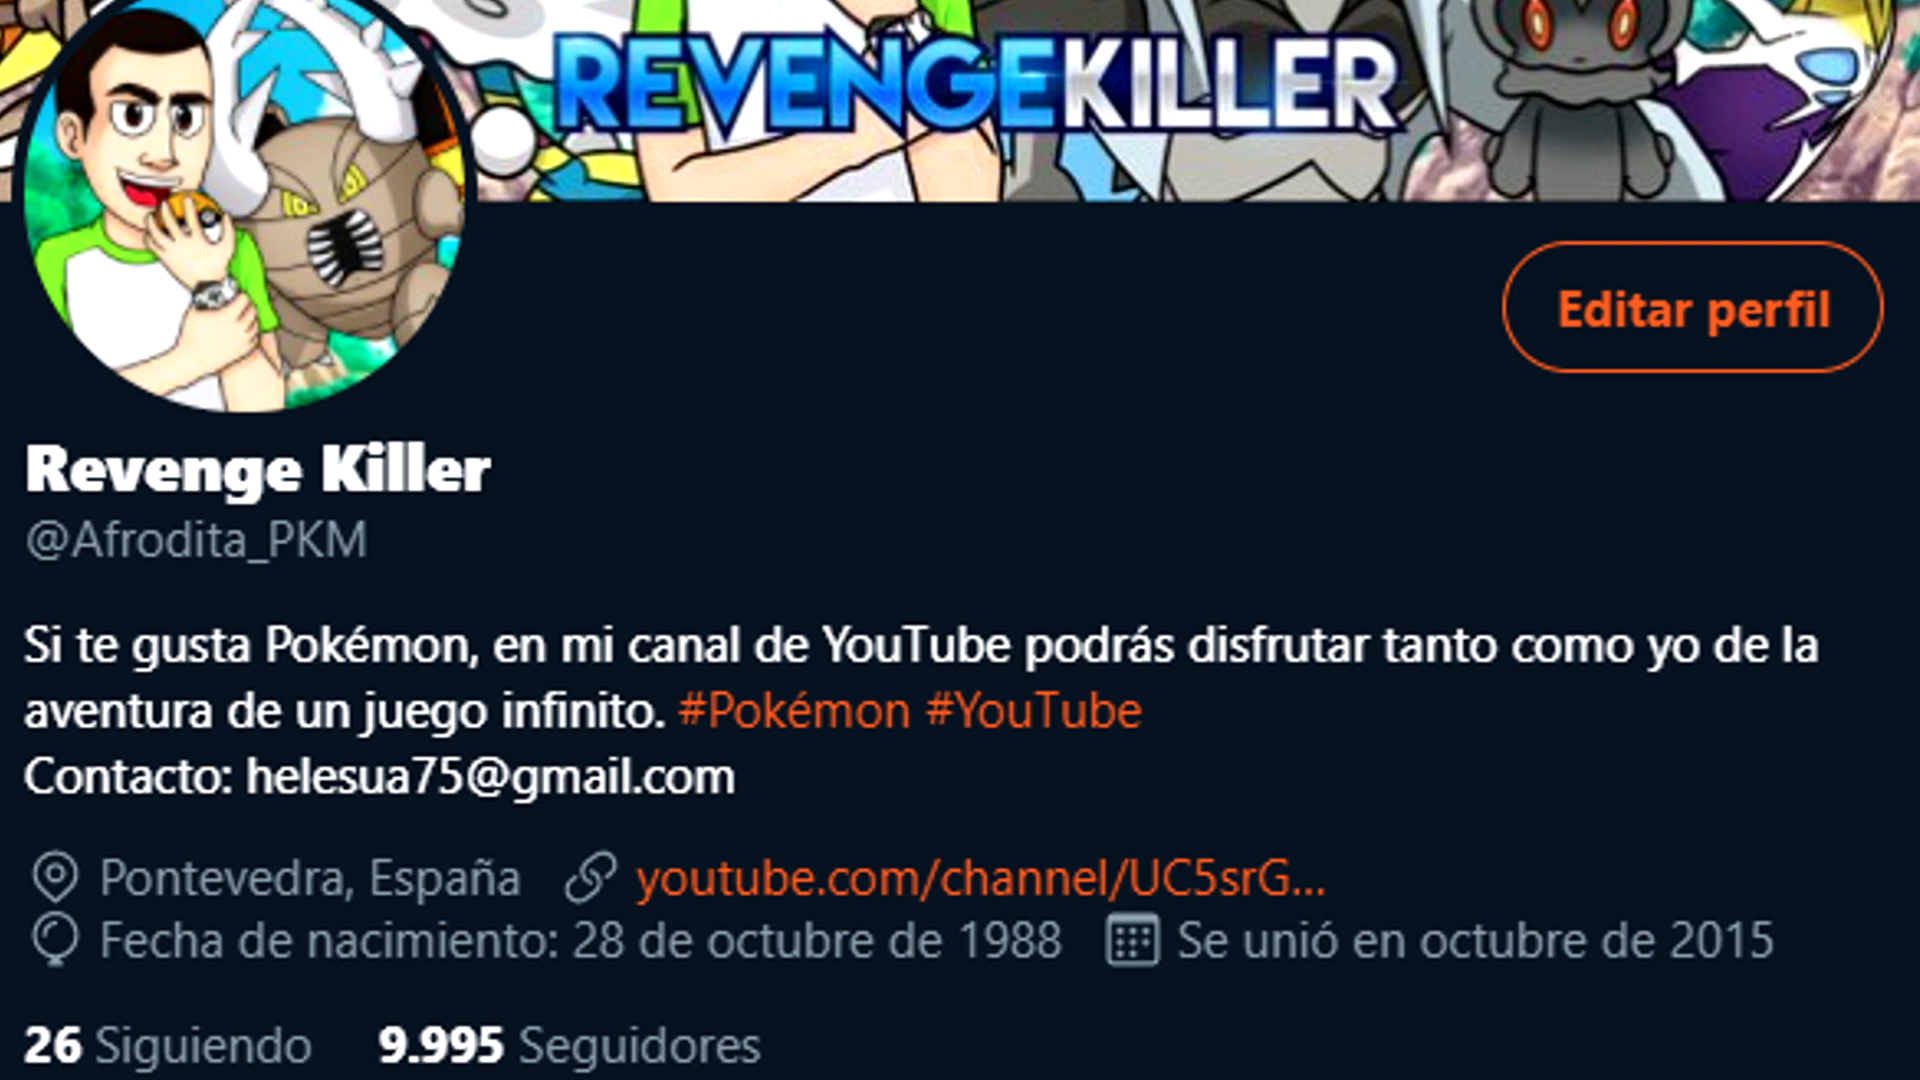 REVENGEKILLER
Editar perfil
Revenge Killer
@Afrodita_PKM
Si te gusta Pokémon, en mi canal de YouTube podrás disfrutar tanto como yo de la
aventura de un juego infinito. #Pokémon #YouTube
Contacto: helesua75@gmail.com
Pontevedra, España youtube.com/channel/UC5srG...
Fecha de nacimiento: 28 de octubre de 1988 Se unió en octubre de 2015
26 Siguiendo 9.995 Seguidores